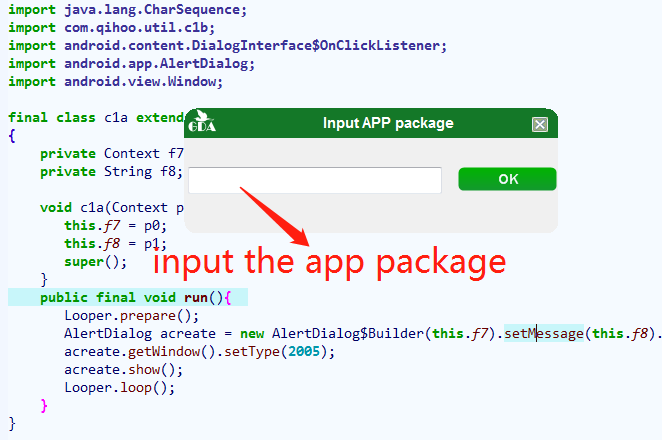 import java.lang.CharSequence;
import com.qihoo.util.c1b;
import android.content.DialogInterface$OnClickListener;
import android.app.AlertDialog;
import android.view.Window;
final class c1a extend
{
private Context f7
private String f8;
void c1a(Context p
this.f7 = p0;
this.f8 = p1;
super();
}
public final void run(){
Looper.prepare();
AlertDialog acreate = new AlertDialog$Builder(this.f7).setMessage(this.f8).
acreate.getWindow().setType(2005);
acreate.show();
Looper.loop();
}
}
GDA
Input APP package
OK
input the app package